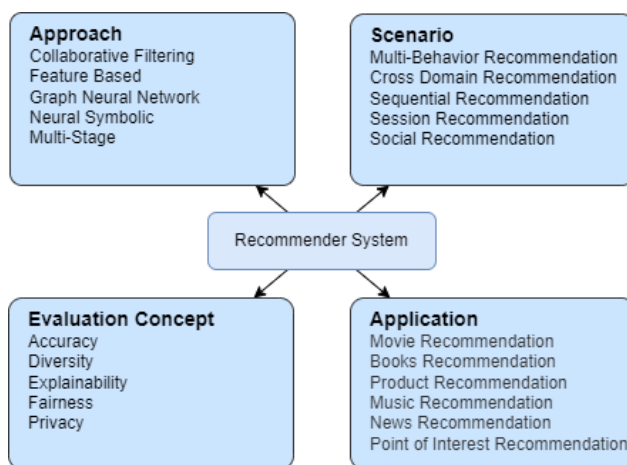 Approach
Collaborative Filtering
Feature Based
Graph Neural Network
Neural Symbolic
Multi-Stage
Scenario
Multi-Behavior Recommendation
Cross Domain Recommendation
Sequential Recommendation
Session Recommendation
Social Recommendation
Recommender System
Evaluation Concept
Accuracy
Diversity
Explainability
Fairness
Privacy
Application
Movie Recommendation
Books Recommendation
Product Recommendation
Music Recommendation
News Recommendation
Point of Interest Recommendation